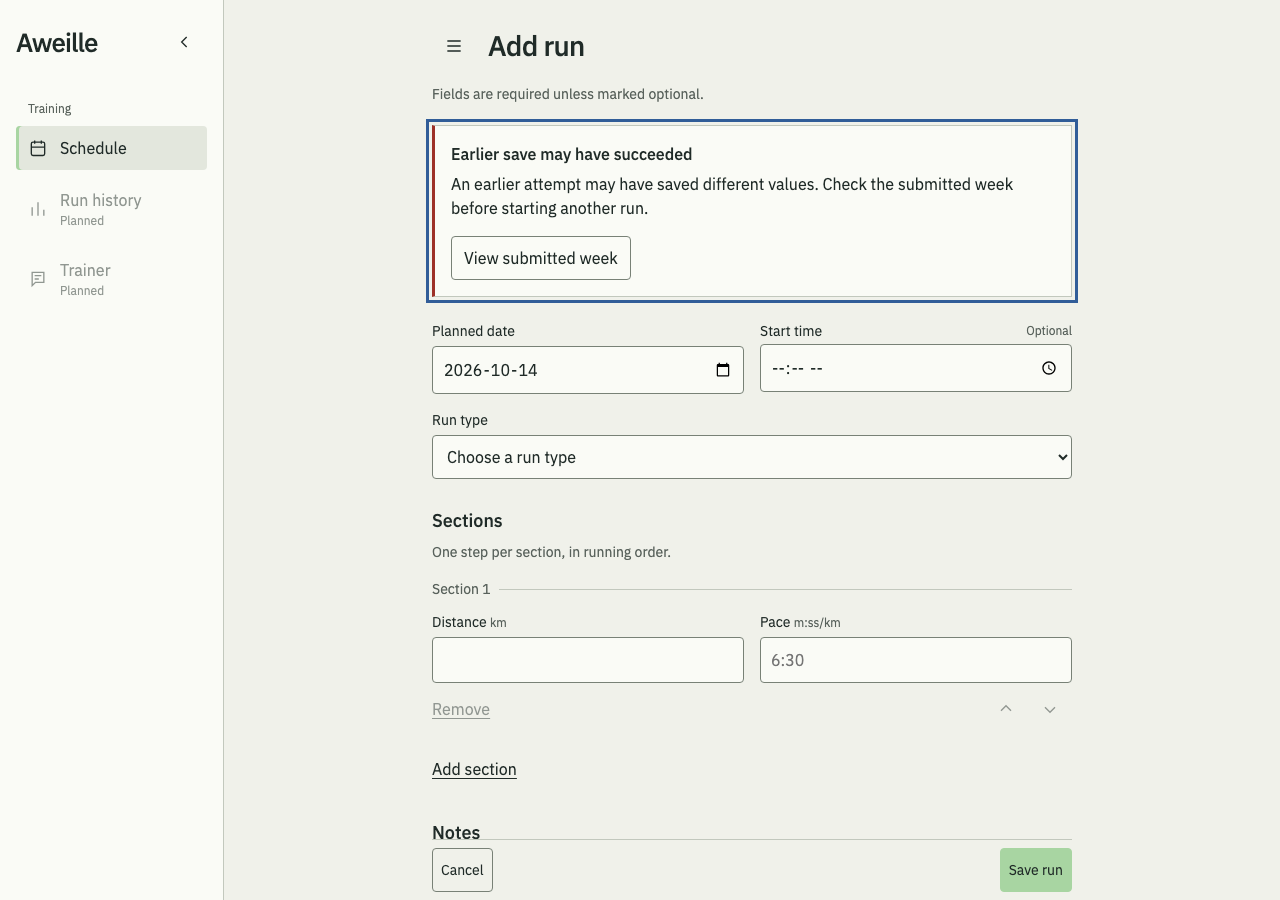 Aweille
Training
Schedule
Run history
Planned
Trainer
Planned
Add run
Fields are required unless marked optional.
Earlier save may have succeeded
An earlier attempt may have saved different values. Check the submitted week
before starting another run.
View submitted week
Planned date
Start time Optional
2026-10-14
--:-- --
Run type
Choose a run type
Sections
One step per section, in running order.
Section 1
Distance km
Pace m:ss/km
6:30
Remove
Add section
Notes
Cancel
Save run